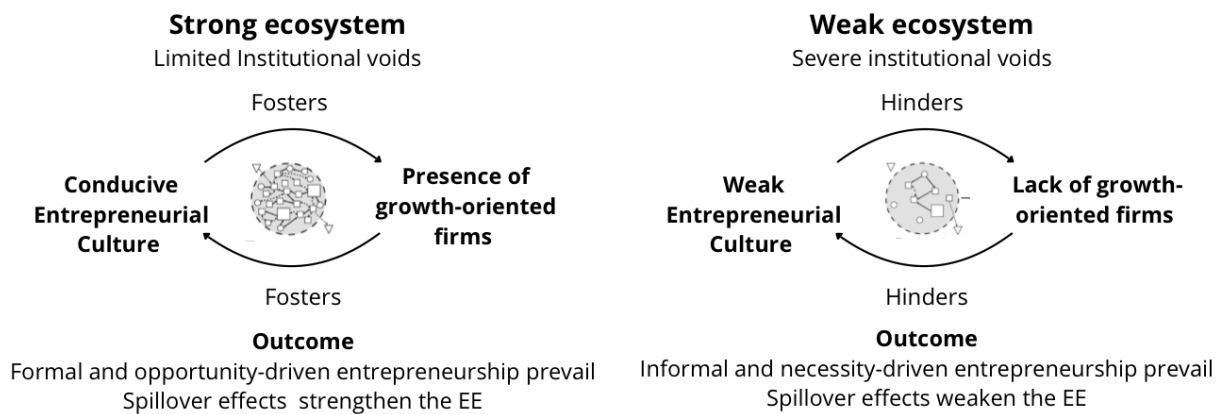 Strong ecosystem
Limited Institutional voids
Fosters
Conducive
Entrepreneurial
Culture
Presence of
growth-oriented
firms
Fosters
Outcome
Formal and opportunity-driven entrepreneurship prevail
Spillover effects strengthen the EE
Weak ecosystem
Severe institutional voids
Hinders
Weak
Entrepreneurial
Culture
Lack of growth-
oriented firms
Hinders
Outcome
Informal and necessity-driven entrepreneurship prevail
Spillover effects weaken the EE